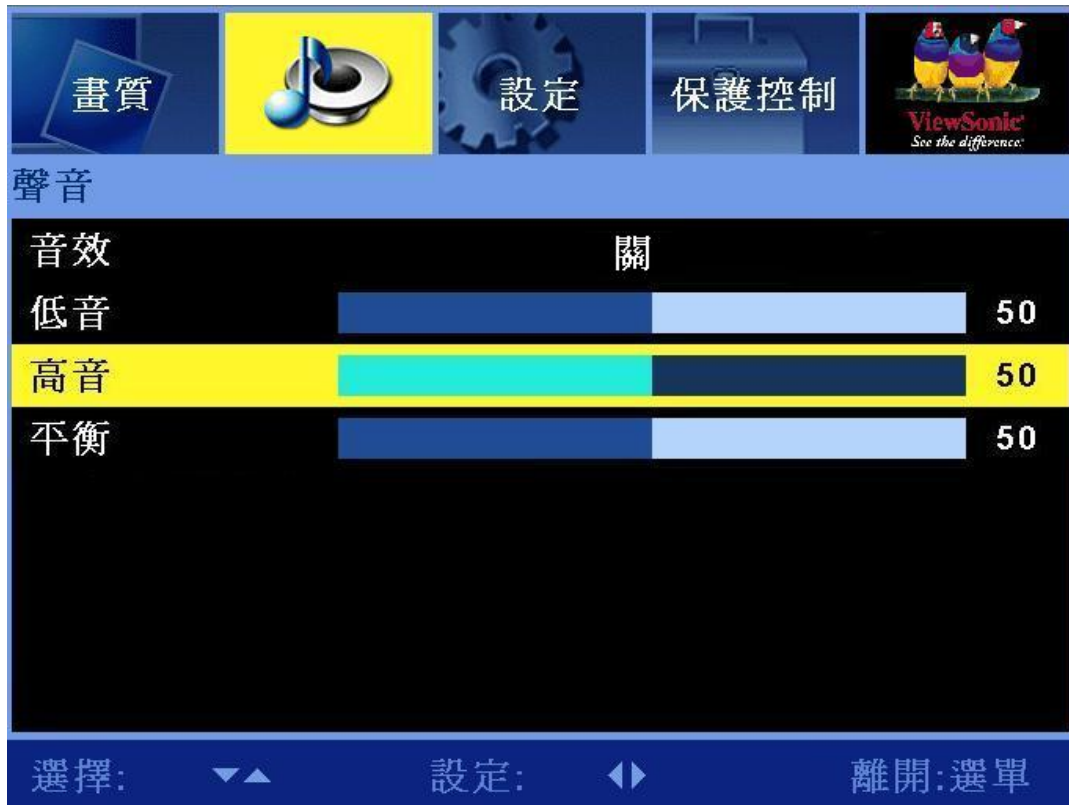 畫質 設定 保護控制
ViewSonic
See the difference.
聲音
音效 關
低音 50
高音 50
平衡 50
選擇: 設定: 離開:選單